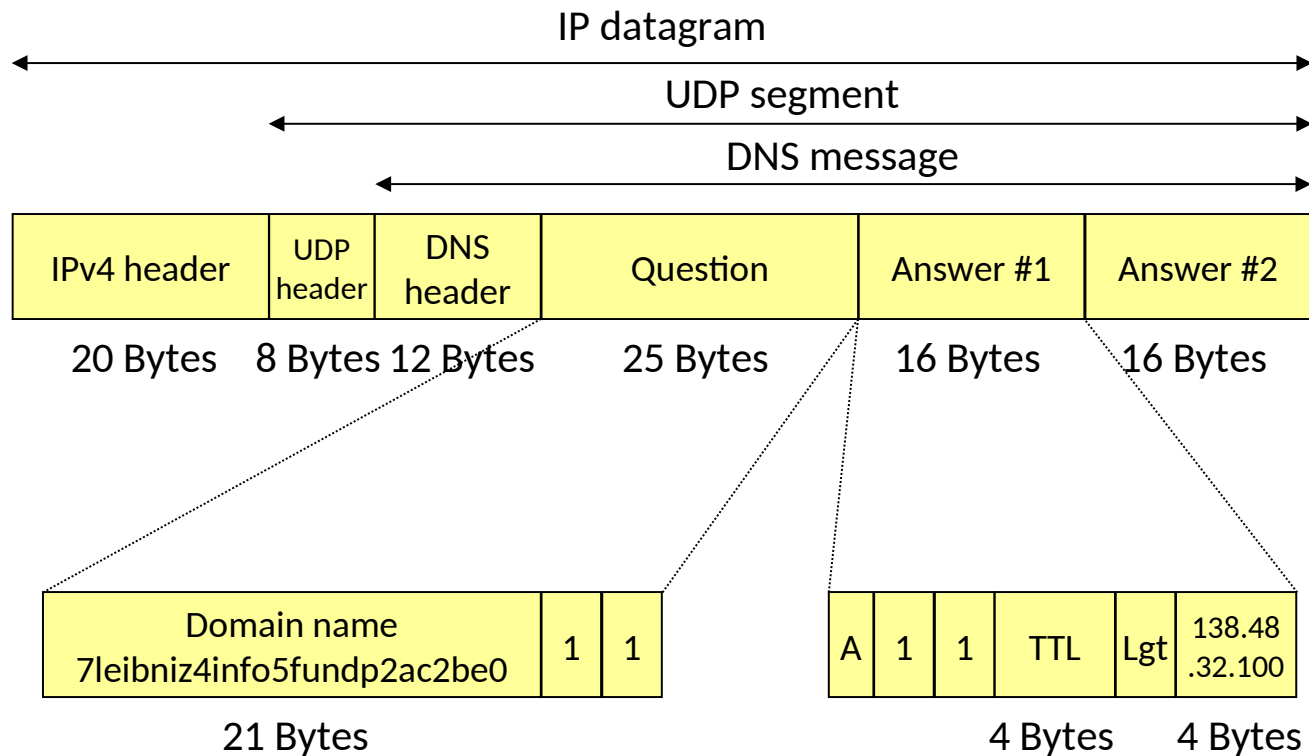 IP datagram
UDP segment
DNS message
IPv4 header
UDP
header
DNS
header
Question
Answer #1
Answer #2
20 Bytes
8 Bytes
12 Bytes
25 Bytes
16 Bytes
16 Bytes
Domain name
7leibniz4info5fundp2ac2be0
1
1
A
1
1
TTL
Lgt
138.48
.32.100
21 Bytes
4 Bytes
4 Bytes